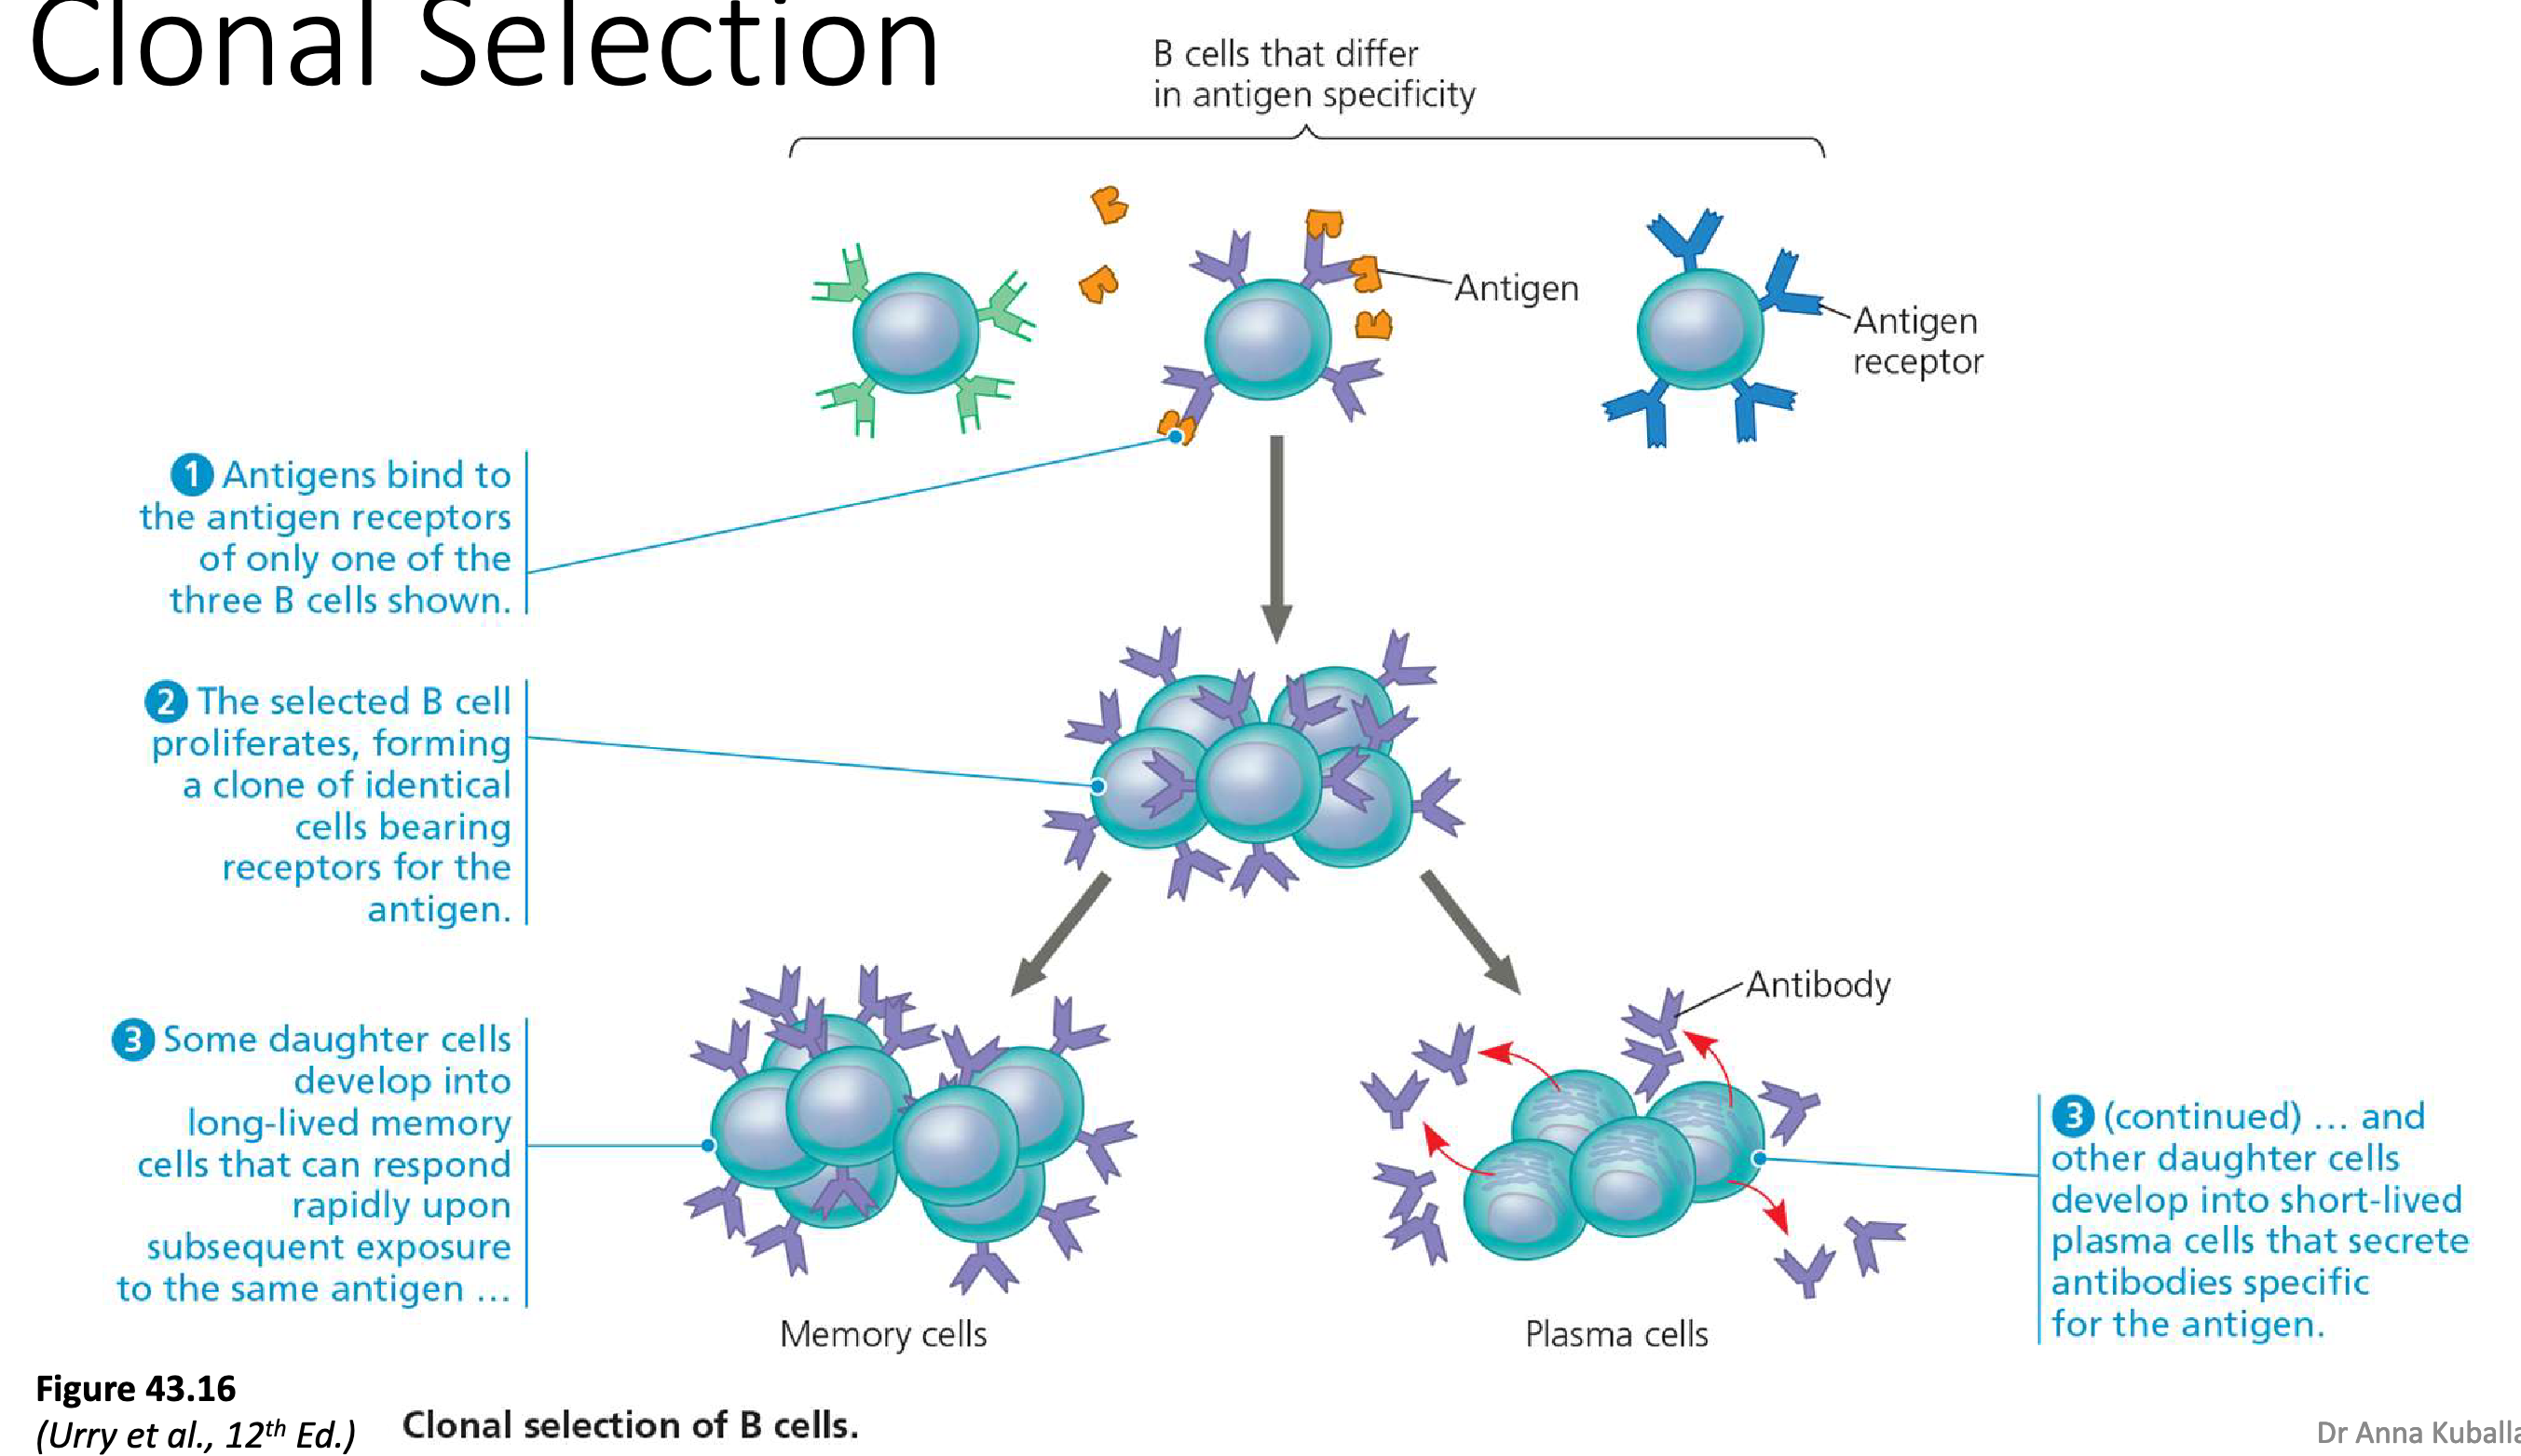 Clonal Selection
B cells that differ
in antigen specificity
Antigen
Antigen
receptor
1 Antigens bind to
the antigen receptors
of only one of the
three B cells shown.
2 The selected B cell
proliferates, forming
a clone of identical
cells bearing
receptors for the
antigen.
3 Some daughter cells
develop into
long-lived memory
cells that can respond
rapidly upon
subsequent exposure
to the same antigen ...
Antibody
3 (continued) ... and
other daughter cells
develop into short-lived
plasma cells that secrete
antibodies specific
for the antigen.
Memory cells
Plasma cells
Figure 43.16
(Urry et al., 12th Ed.)
Clonal selection of B cells.
Dr Anna Kuballa